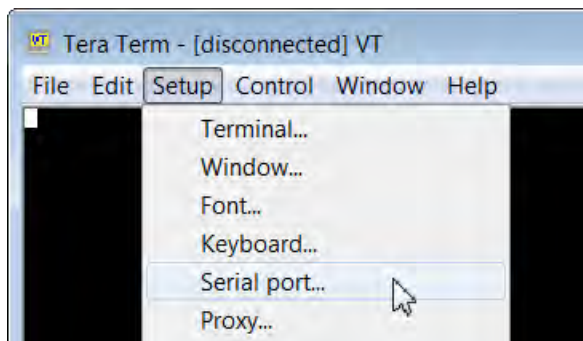 VT Tera Term - [disconnected] VT
File Edit Setup Control Window Help
Terminal...
Window...
Font...
Keyboard...
Serial port...
Proxy...